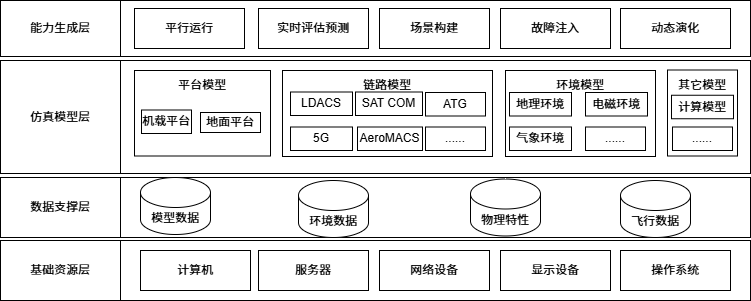 能力生成层
平行运行
实时评估预测
场景构建
故障注入
动态演化
仿真模型层
平台模型
机载平台
地面平台
链路模型
LDACS
SAT COM
ATG
5G
AeroMACS
......
环境模型
地理环境
电磁环境
气象环境
......
其它模型
计算模型
......
数据支撑层
模型数据
环境数据
物理特性
飞行数据
基础资源层
计算机
服务器
网络设备
显示设备
操作系统